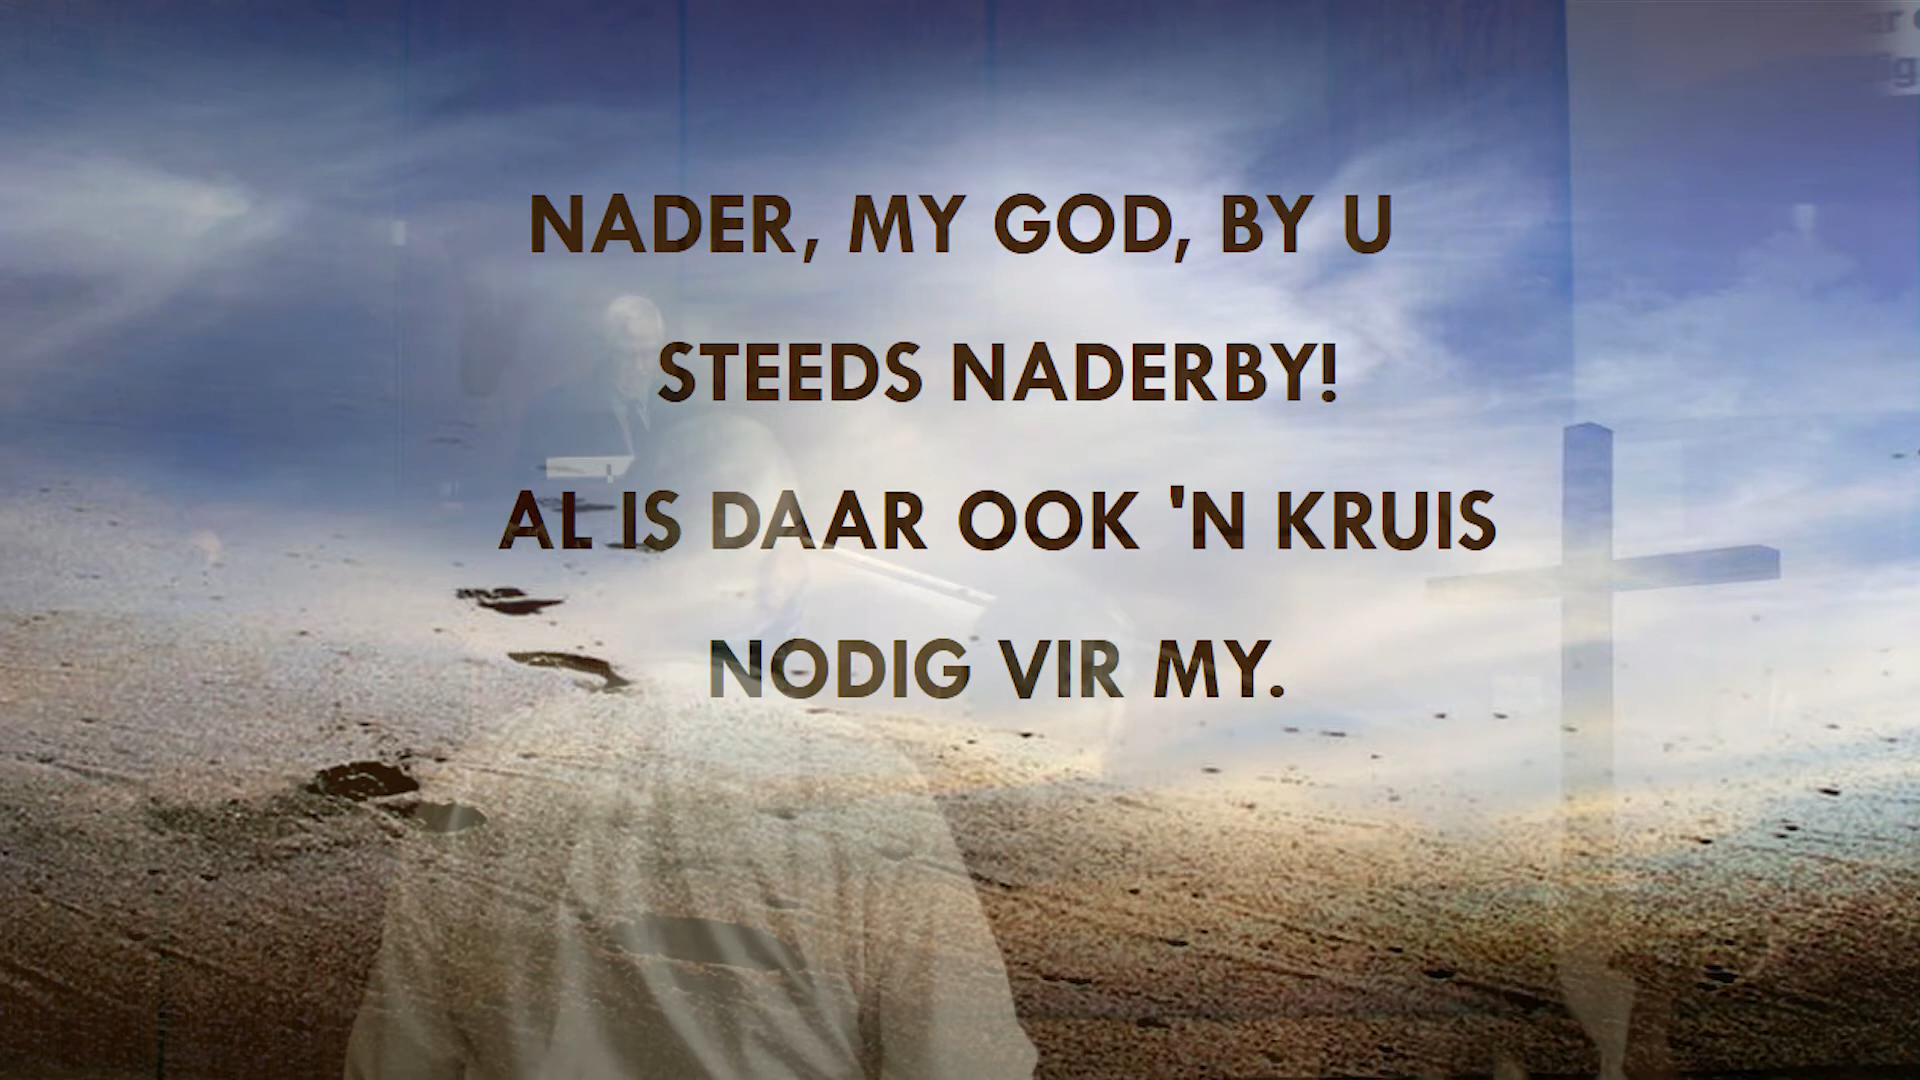 NADER, MY GOD, BY U
STEEDS NADERBY!
AL IS DAAR OOK 'N KRUIS
NODIG VIR MY.